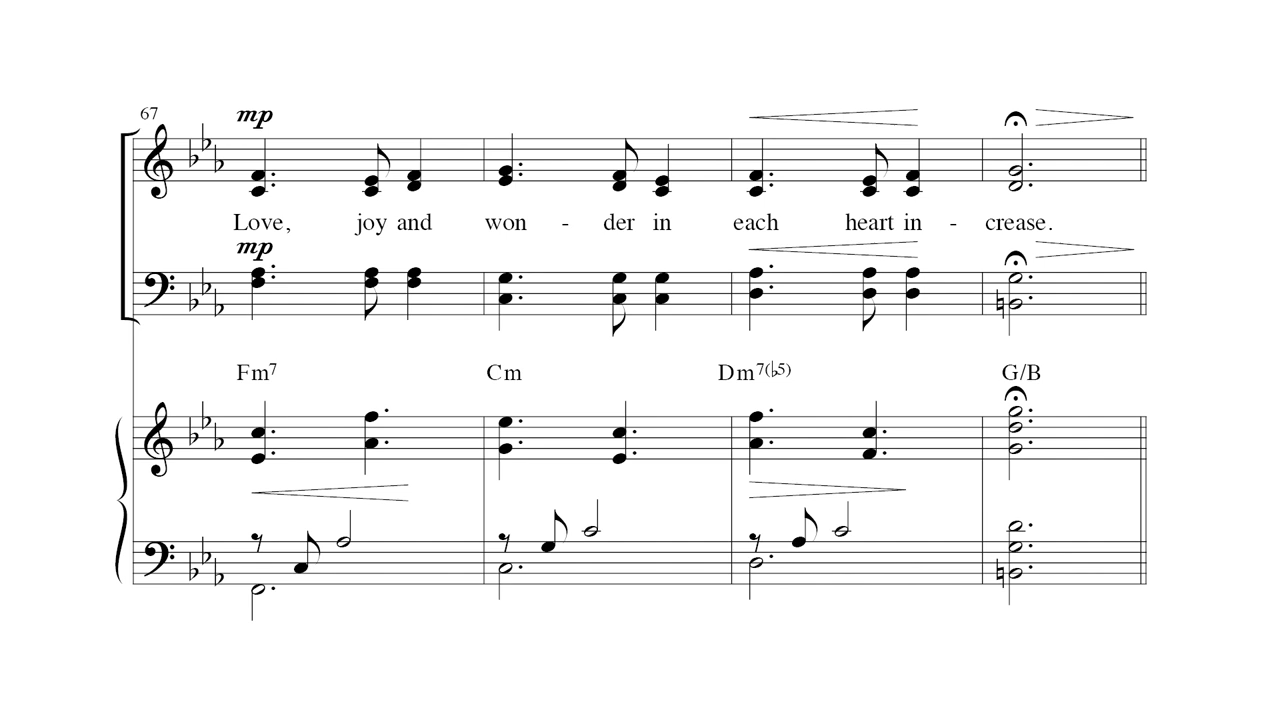 67
mp
Love, joy and won - der in each heart in - crease.
mp
Fm7 Cm Dm7(♭5) G/B